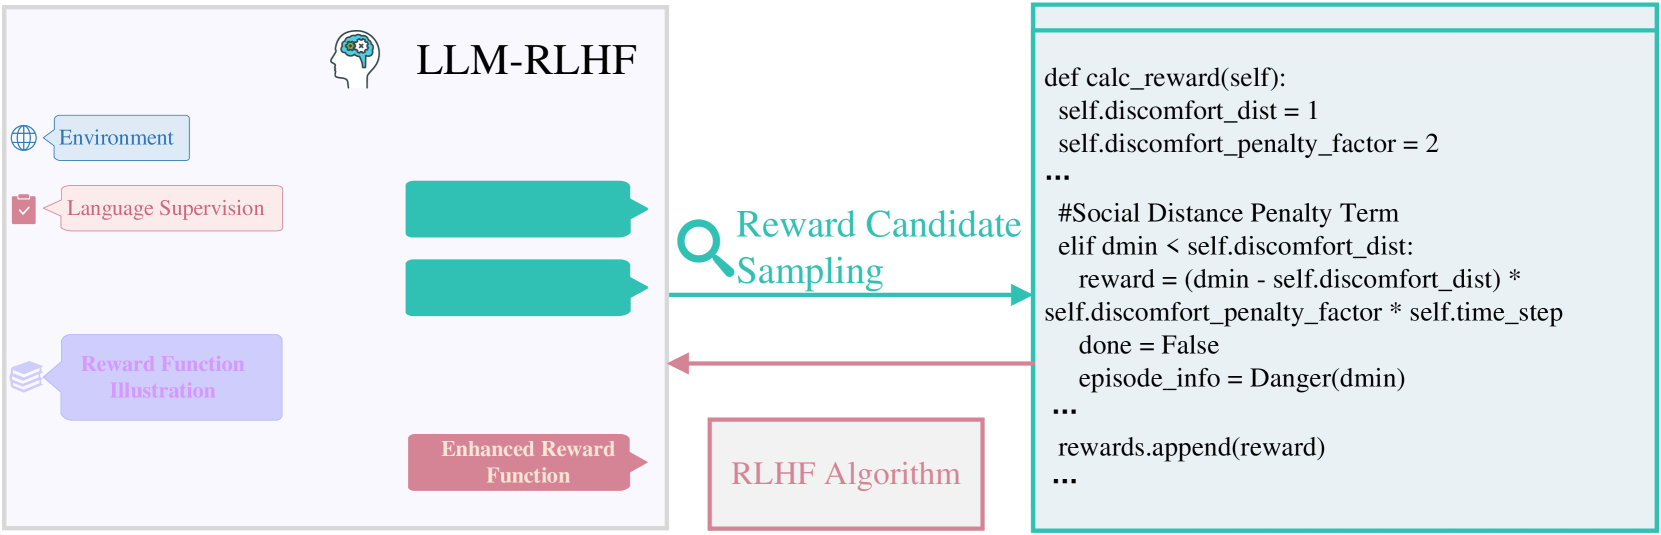 LLM-RLHF
Environment
Language Supervision
Reward Function
Illustration
Enhanced Reward
Function
Reward Candidate
Sampling
RLHF Algorithm
def calc_reward(self):
self.discomfort_dist = 1
self.discomfort_penalty_factor = 2
...
#Social Distance Penalty Term
elif dmin < self.discomfort_dist:
reward = (dmin - self.discomfort_dist) *
self.discomfort_penalty_factor * self.time_step
done = False
episode_info = Danger(dmin)
...
rewards.append(reward)
...